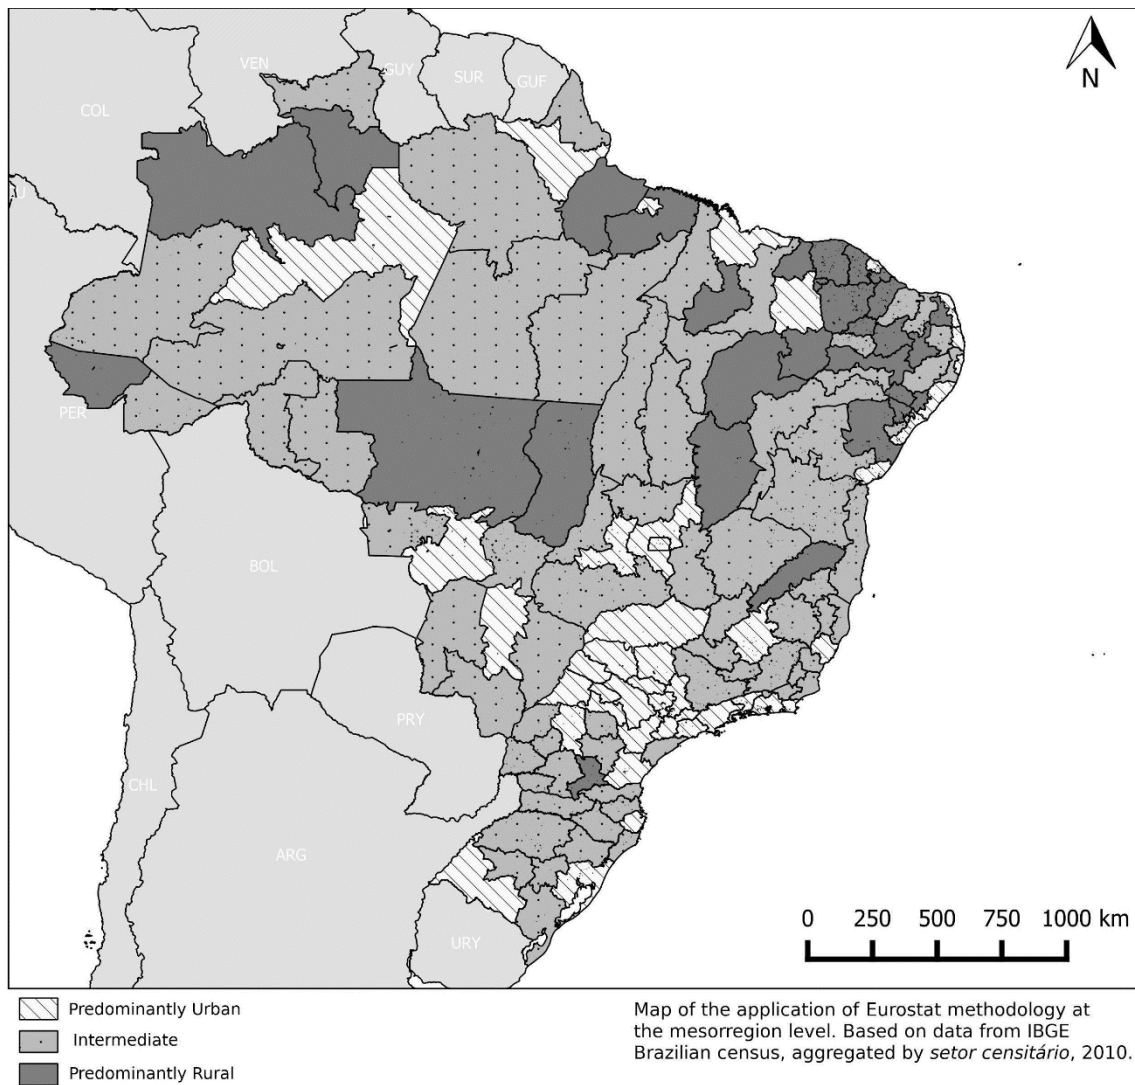 N
VEN
GUY
SUR
GUF
COL
PER
BOL
PRY
CHL
ARG
URY
0 250 500 750 1000 km
Predominantly Urban
Intermediate
Predominantly Rural
Map of the application of Eurostat methodology at
the mesorregion level. Based on data from IBGE
Brazilian census, aggregated by setor censitário, 2010.